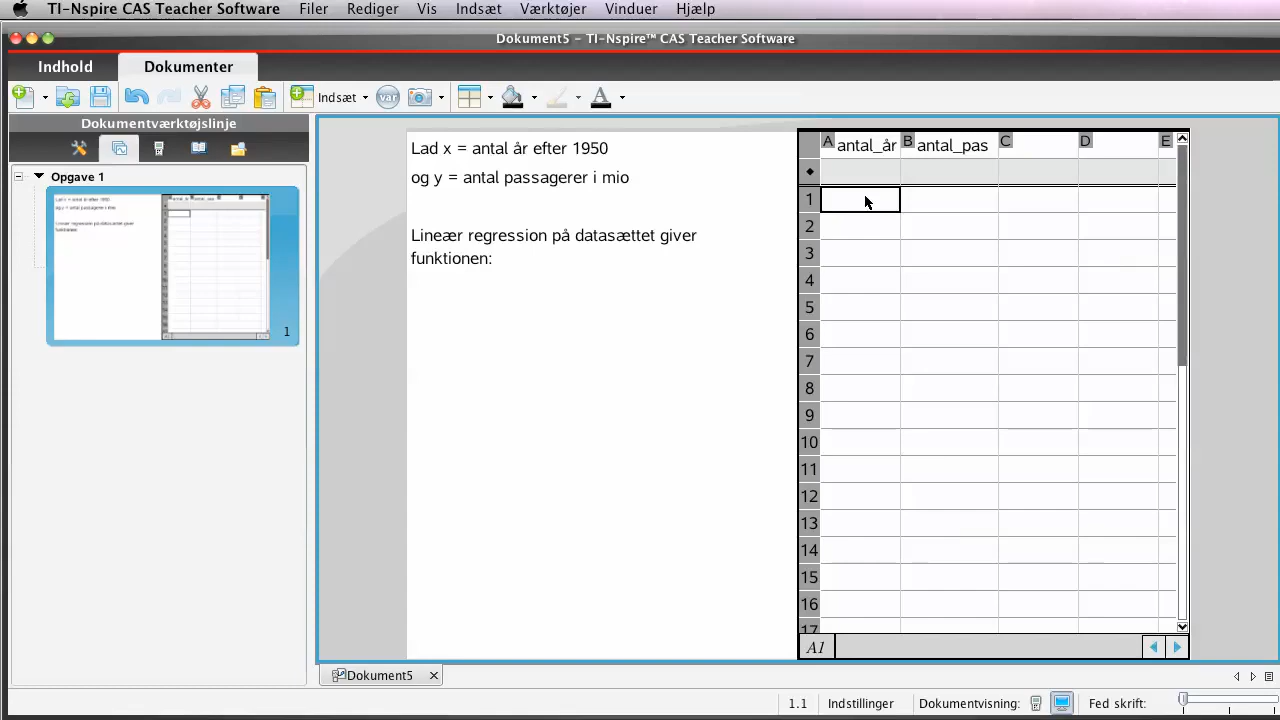 TI-Nspire CAS Teacher Software Filer Rediger Vis Indsæt Værktøjer Vinduer Hjælp
Dokument5 – TI-Nspire™ CAS Teacher Software
Indhold Dokumenter
Indsæt var A
Dokumentværktøjslinje
Opgave 1
1
Lad x = antal år efter 1950
og y = antal passagerer i mio
Lineær regression på datasættet giver
funktionen:
A antal_år B antal_pas C D E
1
2
3
4
5
6
7
8
9
10
11
12
13
14
15
16
17
A1
Dokument5
1.1 Indstillinger Dokumentvisning: Fed skrift: